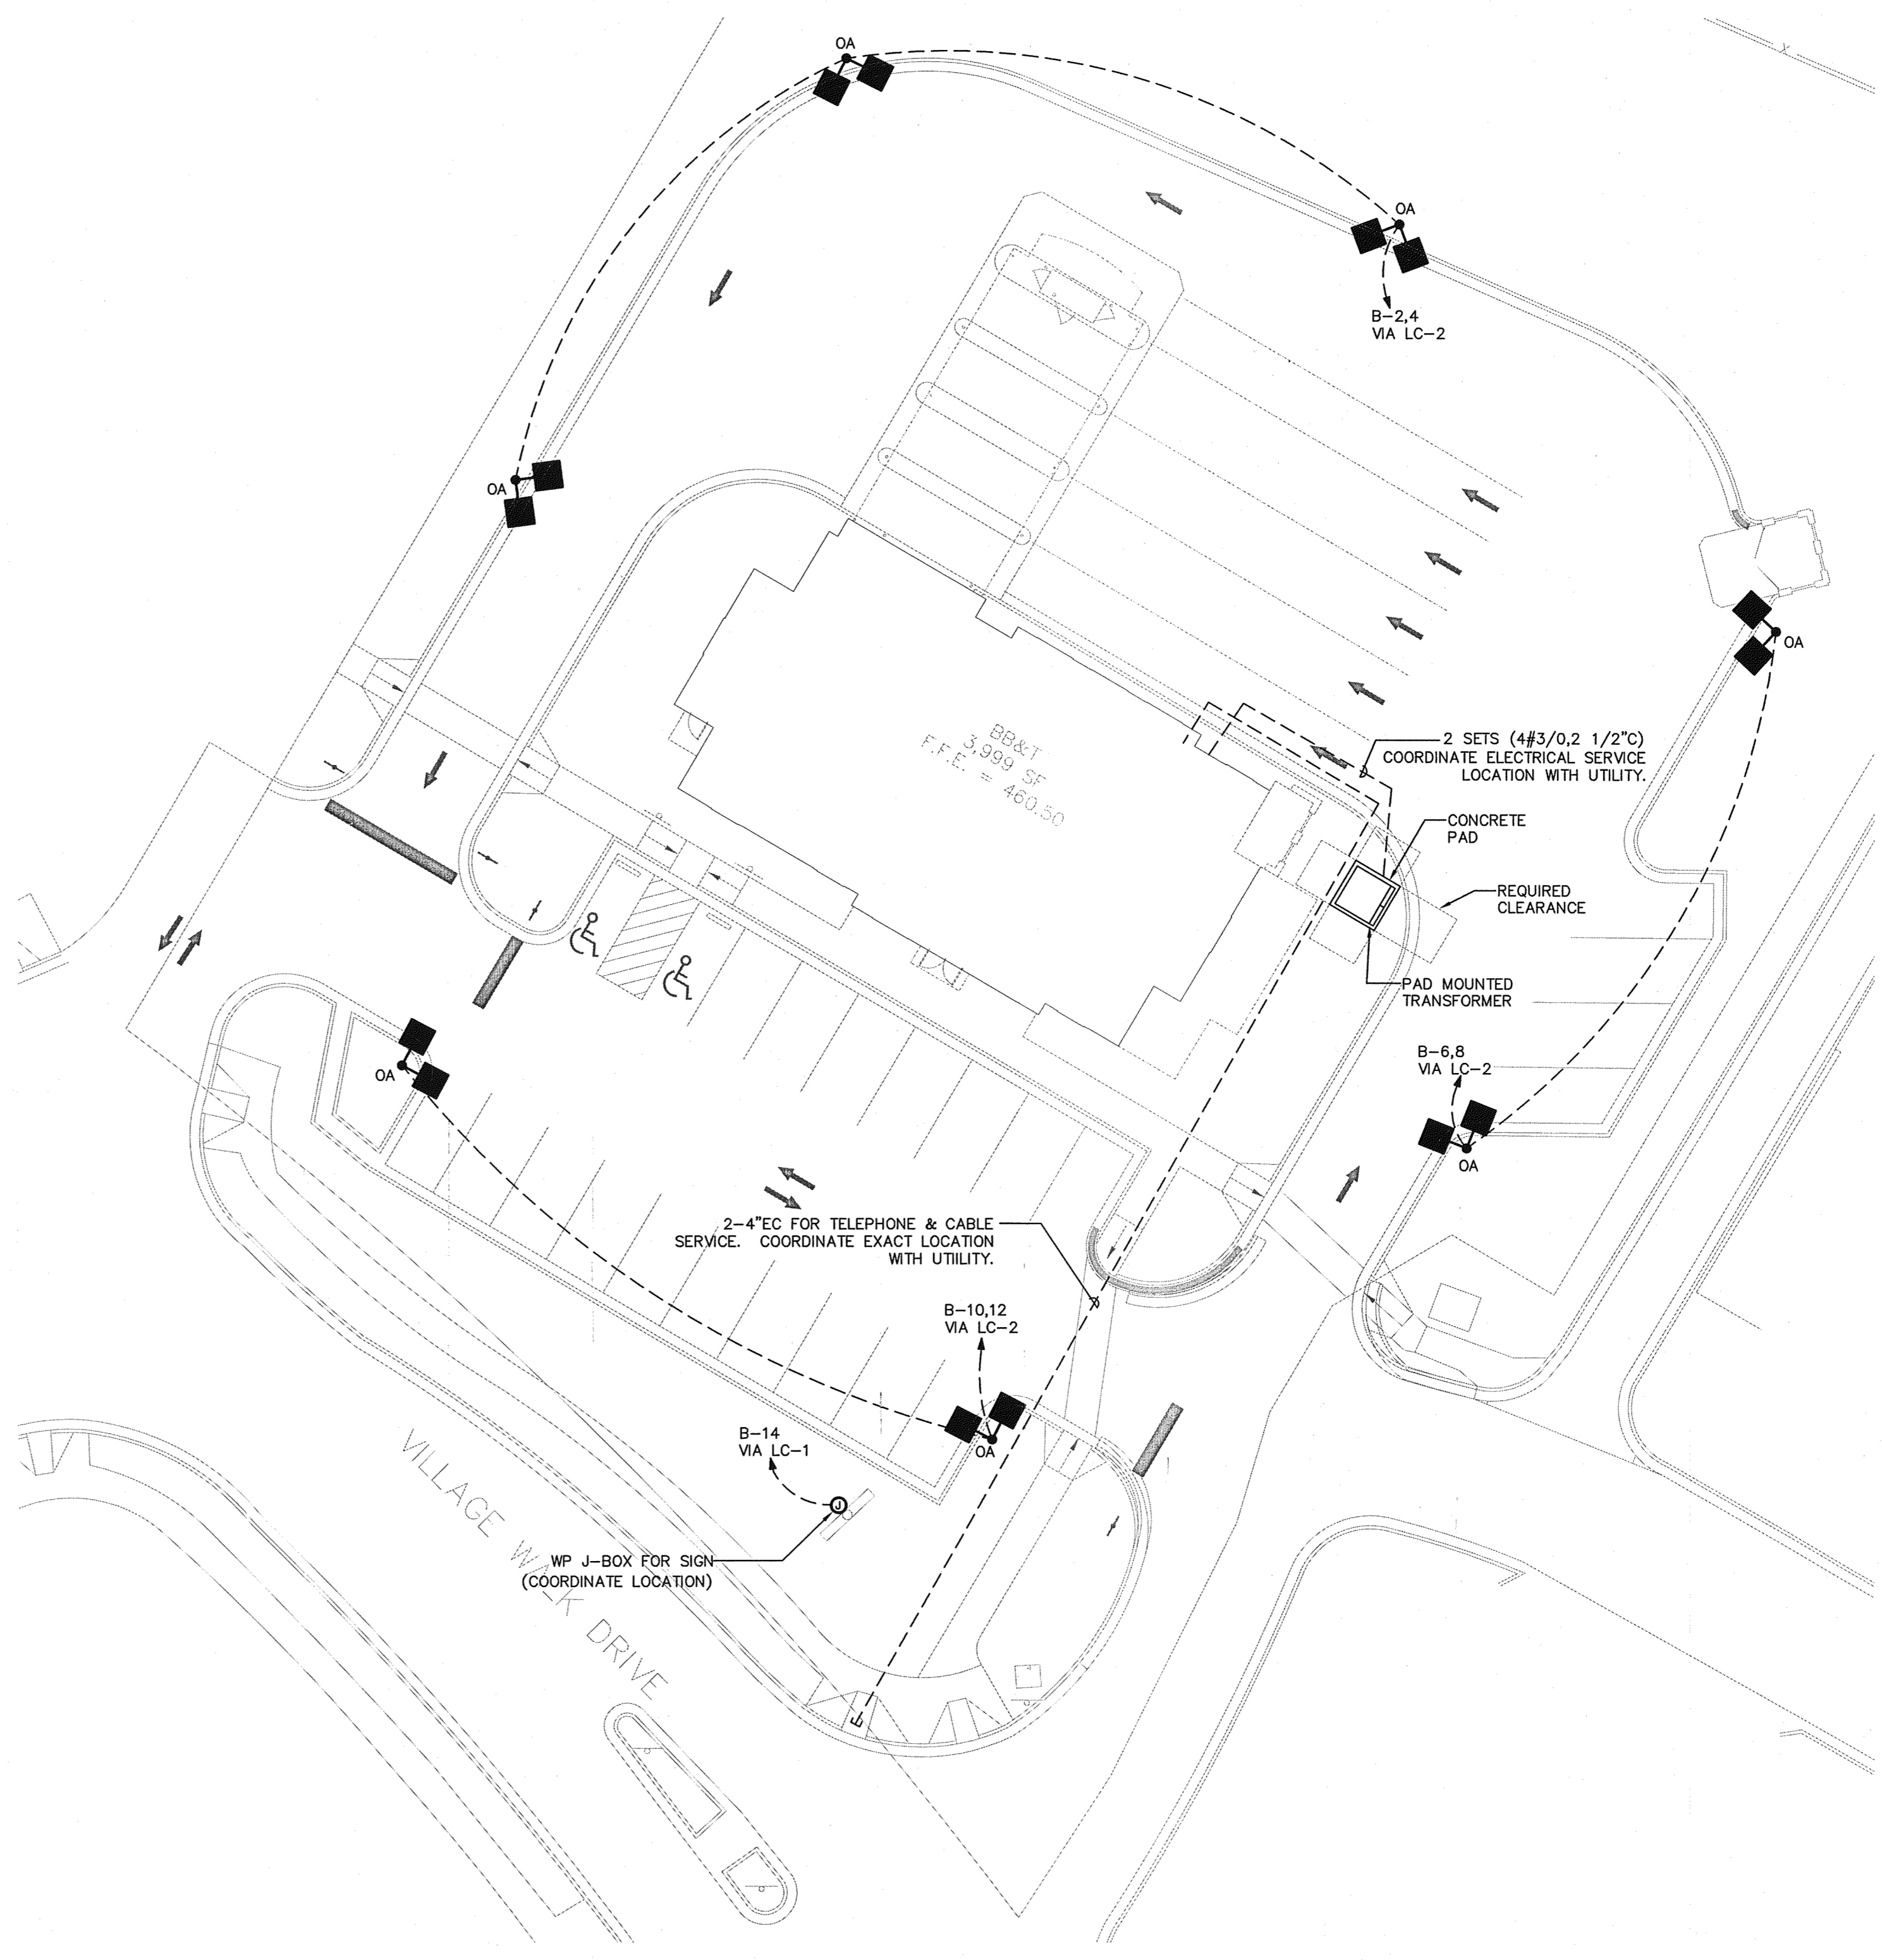 OA
OA
B-2,4
VIA LC-2
OA
OA
BB&T
3,999 SF
F.F.E. = 460.50
2 SETS (4#3/0,2 1/2"C)
COORDINATE ELECTRICAL SERVICE
LOCATION WITH UTILITY.
CONCRETE
PAD
REQUIRED
CLEARANCE
PAD MOUNTED
TRANSFORMER
B-6,8
VIA LC-2
OA
OA
2-4"EC FOR TELEPHONE & CABLE
SERVICE. COORDINATE EXACT LOCATION
WITH UTIILITY.
B-10,12
VIA LC-2
OA
B-14
VIA LC-1
J
WP J-BOX FOR SIGN
(COORDINATE LOCATION)
VILLAGE WALK DRIVE